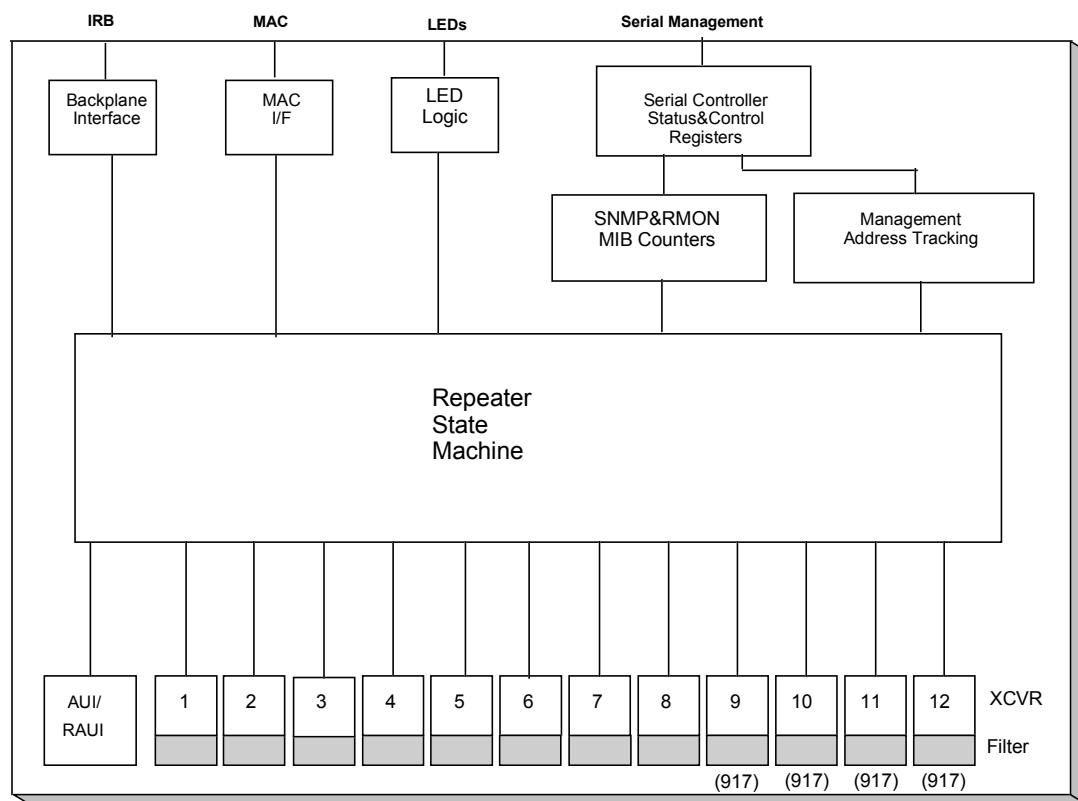 IRB MAC LEDs Serial Management
Backplane
Interface
MAC
I/F
LED
Logic
Serial Controller
Status&Control
Registers
SNMP&RMON
MIB Counters
Management
Address Tracking
Repeater
State
Machine
AUI/
RAUI
1 2 3 4 5 6 7 8 9 10 11 12 XCVR
Filter
(917) (917) (917) (917)